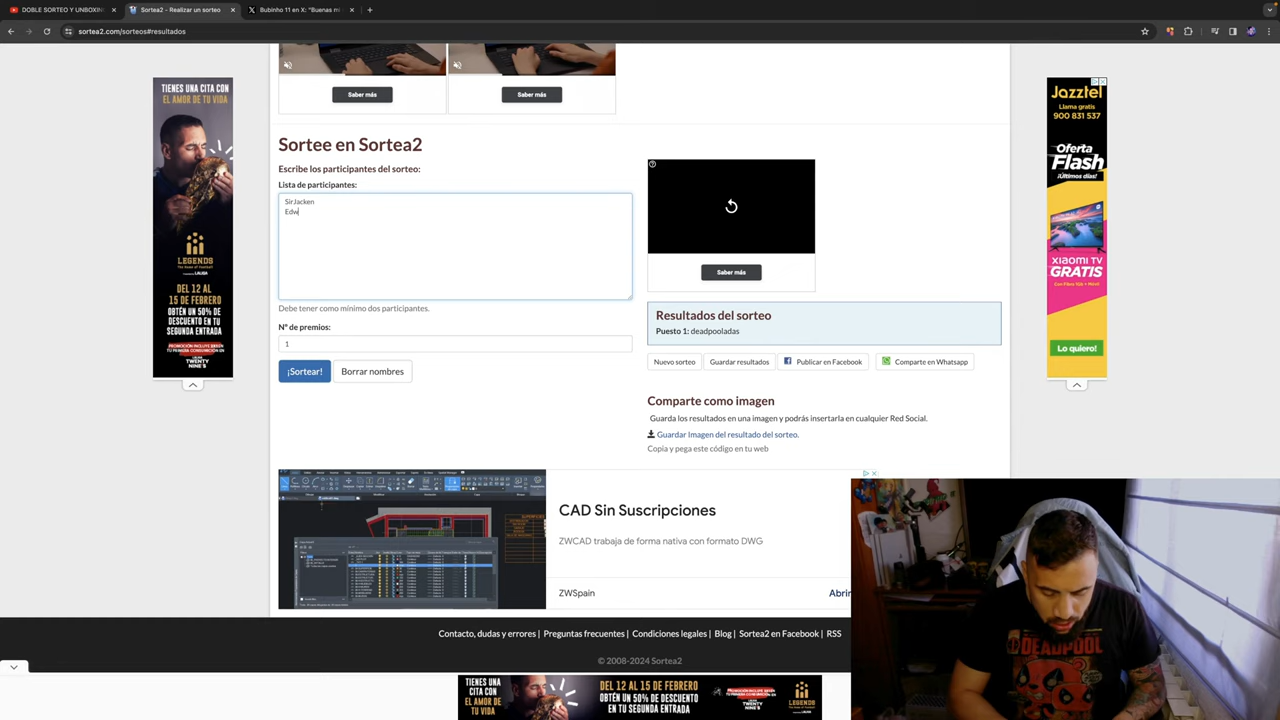 DOBLE SORTEO Y UNBOXIN
Sortea2 - Realizar un sorteo
Bubinho 11 en X: "Buenas no
sortea2.com/sorteos#resultados
Saber más
Saber más
TIENES UNA CITA CON
EL AMOR DE TU VIDA
LEGENDS
DEL 12 AL
15 DE FEBRERO
OBTÉN UN 50% DE
DESCUENTO EN TU
SEGUNDA ENTRADA
TWENTY
NINE'S
Sortee en Sortea2
Escribe los participantes del sorteo:
Lista de participantes:
SirJacken
Edw
Debe tener como mínimo dos participantes.
Nº de premios:
1
¡Sortear!
Borrar nombres
Saber más
Resultados del sorteo
Puesto 1: deadpooladas
Nuevo sorteo
Guardar resultados
Publicar en Facebook
Comparte en Whatsapp
Comparte como imagen
Guarda los resultados en una imagen y podrás insertarla en cualquier Red Social.
Guardar Imagen del resultado del sorteo.
Copia y pega este código en tu web
Jazztel
Llama gratis
900 831 537
Oferta
Flash
¡Últimos días!
XIAOMI TV
GRATIS
Lo quiero!
CAD Sin Suscripciones
ZWCAD trabaja de forma nativa con formato DWG
ZWSpain
Abrir
DEADPOOL
Contacto, dudas y errores | Preguntas frecuentes | Condiciones legales | Blog | Sortea2 en Facebook | RSS
© 2008-2024 Sortea2
TIENES UNA CITA CON
EL AMOR DE TU VIDA
DEL 12 AL 15 DE FEBRERO
OBTÉN UN 50% DE DESCUENTO EN TU SEGUNDA ENTRADA
TWENTY NINE'S
LEGENDS